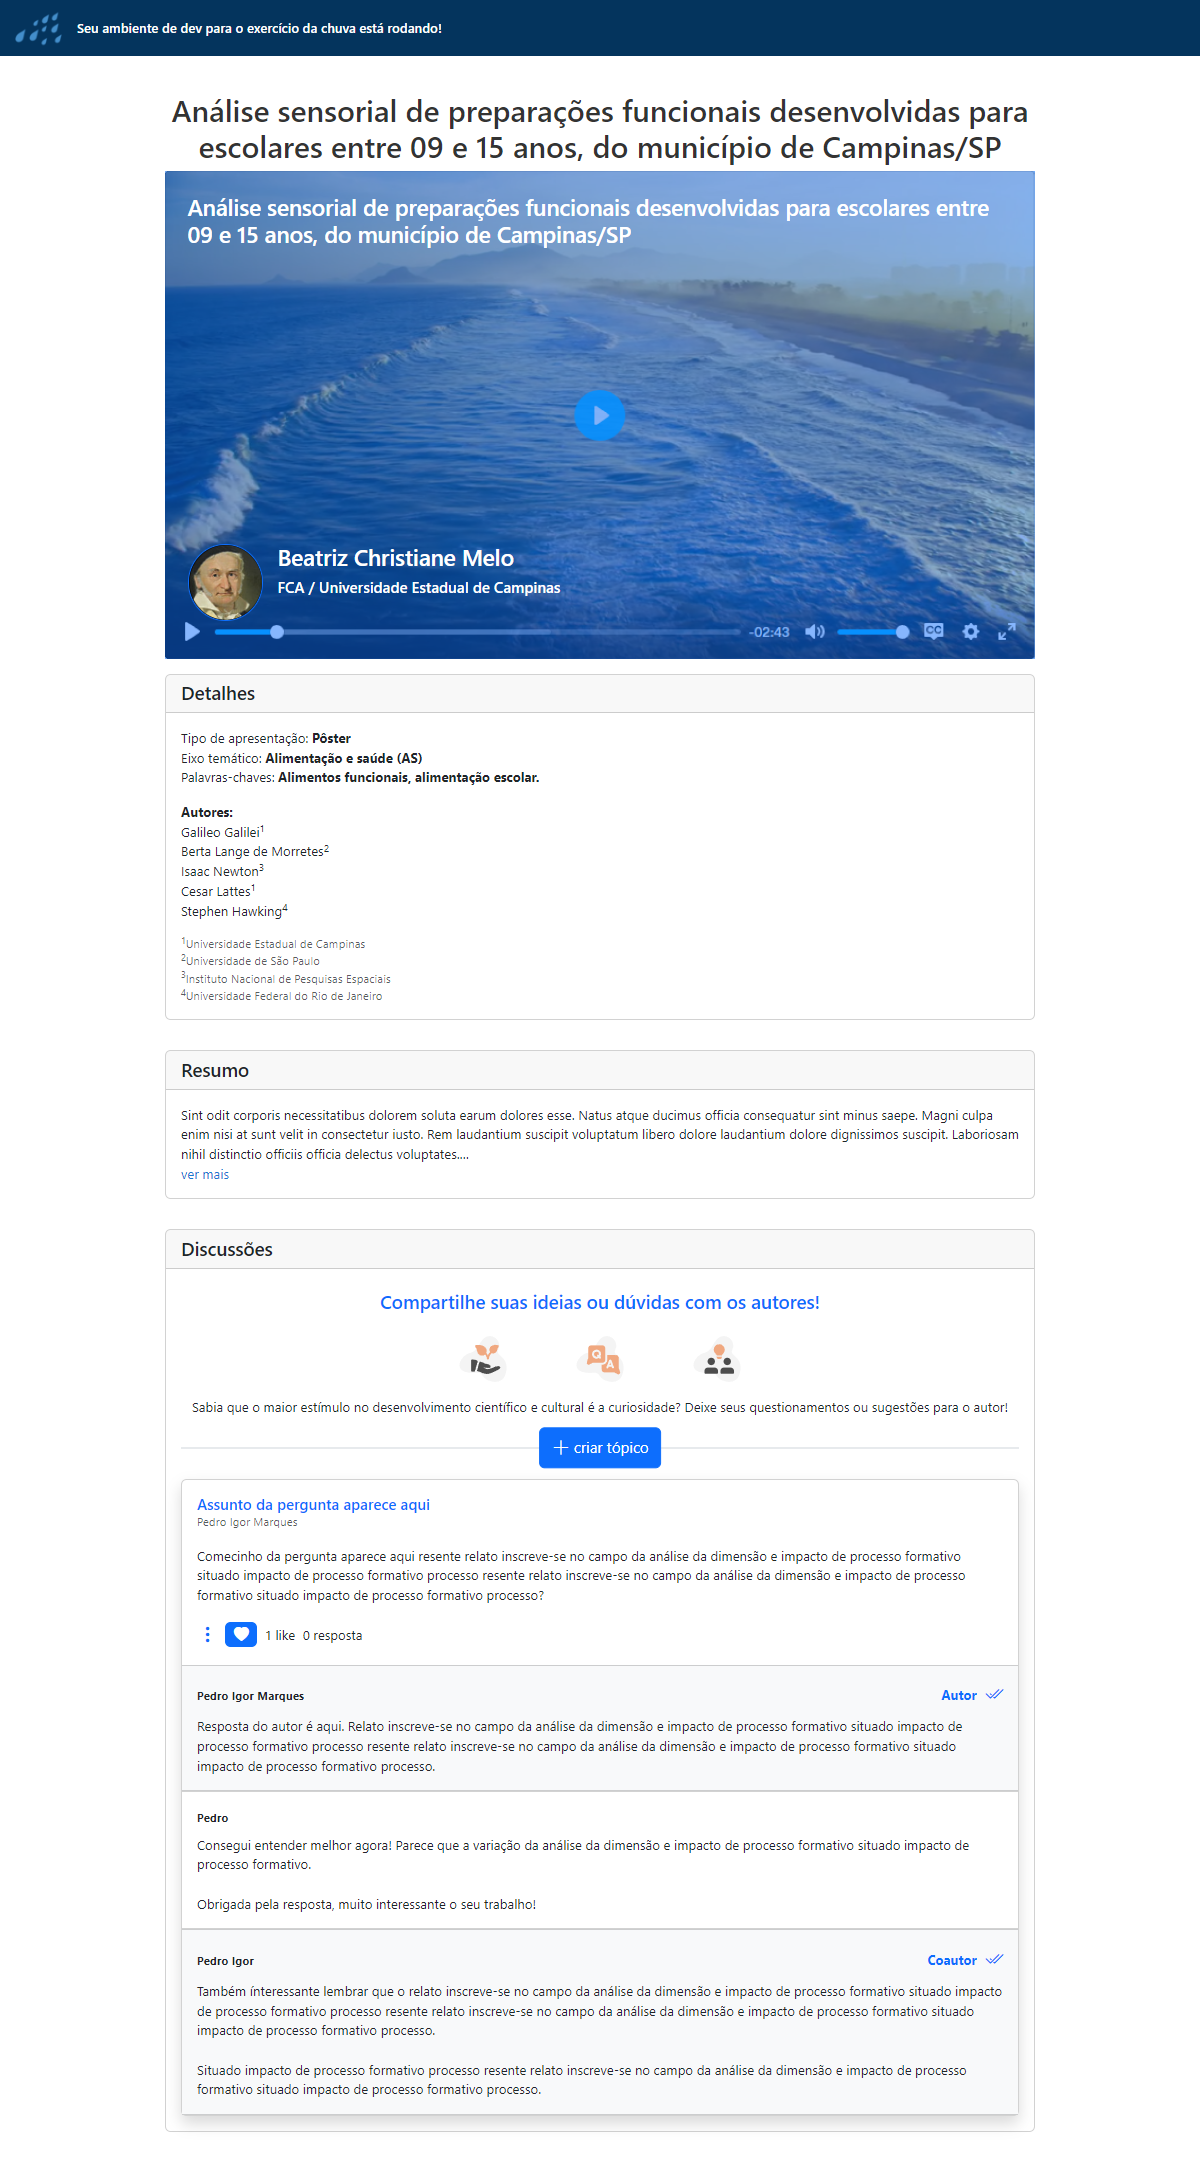 Seu ambiente de dev para o exercício da chuva está rodando!
Análise sensorial de preparações funcionais desenvolvidas para
escolares entre 09 e 15 anos, do município de Campinas/SP
Análise sensorial de preparações funcionais desenvolvidas para escolares entre
09 e 15 anos, do município de Campinas/SP
Beatriz Christiane Melo
FCA / Universidade Estadual de Campinas
-02:43
CC
Detalhes
Tipo de apresentação: Pôster
Eixo temático: Alimentação e saúde (AS)
Palavras-chaves: Alimentos funcionais, alimentação escolar.
Autores:
Galileo Galilei1
Berta Lange de Morretes2
Isaac Newton3
Cesar Lattes1
Stephen Hawking4
1Universidade Estadual de Campinas
2Universidade de São Paulo
3Instituto Nacional de Pesquisas Espaciais
4Universidade Federal do Rio de Janeiro
Resumo
Sint odit corporis necessitatibus dolorem soluta earum dolores esse. Natus atque ducimus officia consequatur sint minus saepe. Magni culpa
enim nisi at sunt velit in consectetur iusto. Rem laudantium suscipit voluptatum libero dolore laudantium dolore dignissimos suscipit. Laboriosam
nihil distinctio officiis officia delectus voluptates....
ver mais
Discussões
Compartilhe suas ideias ou dúvidas com os autores!
Q A
Sabia que o maior estímulo no desenvolvimento científico e cultural é a curiosidade? Deixe seus questionamentos ou sugestões para o autor!
+ criar tópico
Assunto da pergunta aparece aqui
Pedro Igor Marques
Comecinho da pergunta aparece aqui resente relato inscreve-se no campo da análise da dimensão e impacto de processo formativo
situado impacto de processo formativo processo resente relato inscreve-se no campo da análise da dimensão e impacto de processo
formativo situado impacto de processo formativo processo?
1 like 0 resposta
Pedro Igor Marques Autor
Resposta do autor é aqui. Relato inscreve-se no campo da análise da dimensão e impacto de processo formativo situado impacto de
processo formativo processo resente relato inscreve-se no campo da análise da dimensão e impacto de processo formativo situado
impacto de processo formativo processo.
Pedro
Consegui entender melhor agora! Parece que a variação da análise da dimensão e impacto de processo formativo situado impacto de
processo formativo.
Obrigada pela resposta, muito interessante o seu trabalho!
Pedro Igor Coautor
Também ínteressante lembrar que o relato inscreve-se no campo da análise da dimensão e impacto de processo formativo situado impacto
de processo formativo processo resente relato inscreve-se no campo da análise da dimensão e impacto de processo formativo situado
impacto de processo formativo processo.
Situado impacto de processo formativo processo resente relato inscreve-se no campo da análise da dimensão e impacto de processo
formativo situado impacto de processo formativo processo.